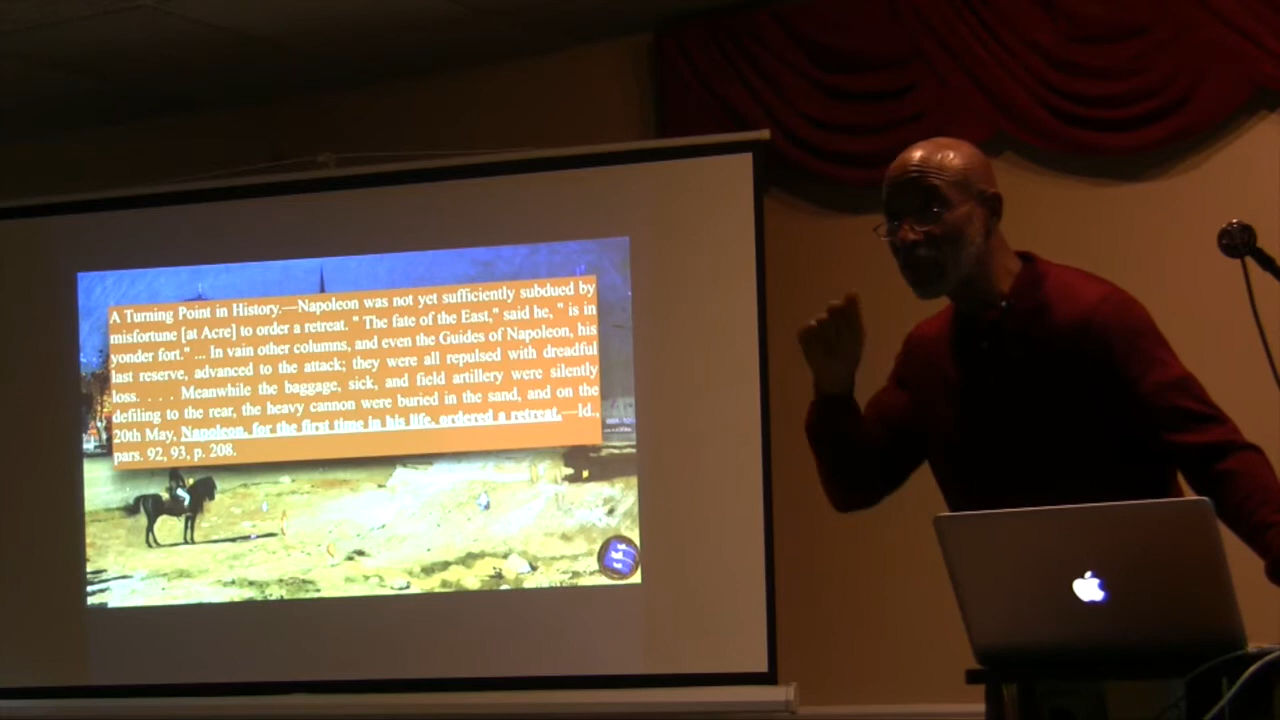 A Turning Point in History.—Napoleon was not yet sufficiently subdued by
misfortune [at Acre] to order a retreat. " The fate of the East," said he, " is in
yonder fort." ... In vain other columns, and even the Guides of Napoleon, his
last reserve, advanced to the attack; they were all repulsed with dreadful
loss. . . . Meanwhile the baggage, sick, and field artillery were silently
defiling to the rear, the heavy cannon were buried in the sand, and on the
20th May, Napoleon, for the first time in his life, ordered a retreat.—Id.,
pars. 92, 93, p. 208.